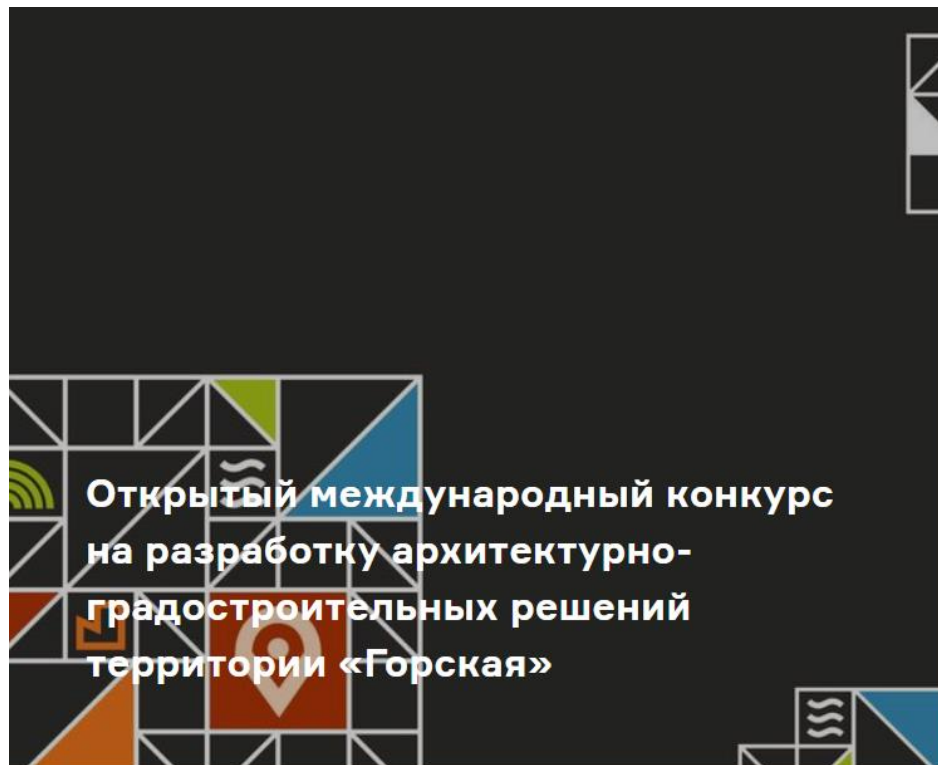 Открытый международный конкурс
на разработку архитектурно-
градостроительных решений
территории «Горская»